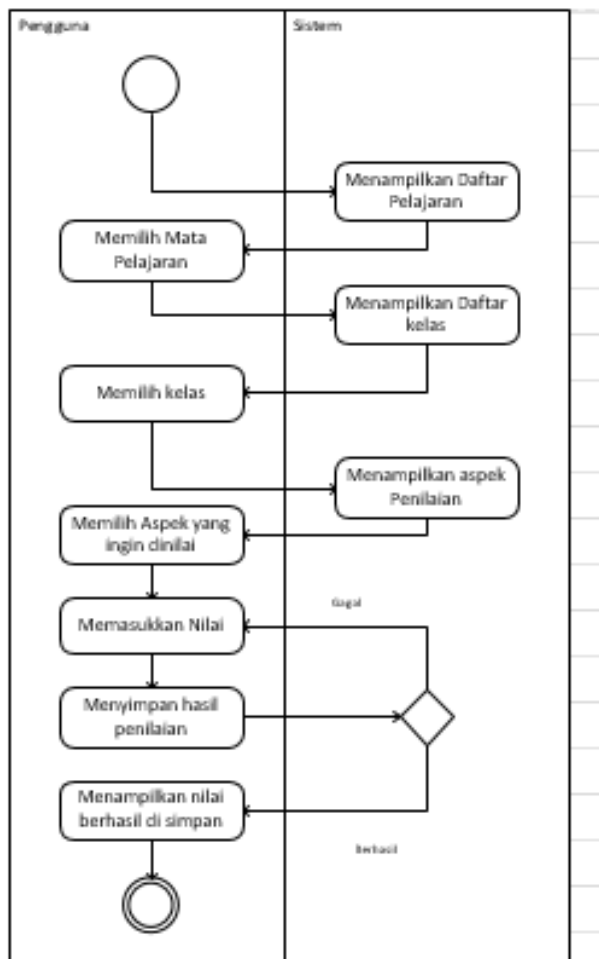 Pengguna
Sistem
Menampilkan Daftar
Pelajaran
Memilih Mata
Pelajaran
Menampilkan Daftar
kelas
Memilih kelas
Menampilkan aspek
Penilaian
Memilih Aspek yang
ingin dinilai
Gagal
Memasukkan Nilai
Menyimpan hasil
penilaian
Menampilkan nilai
berhasil di simpan
Berhasil